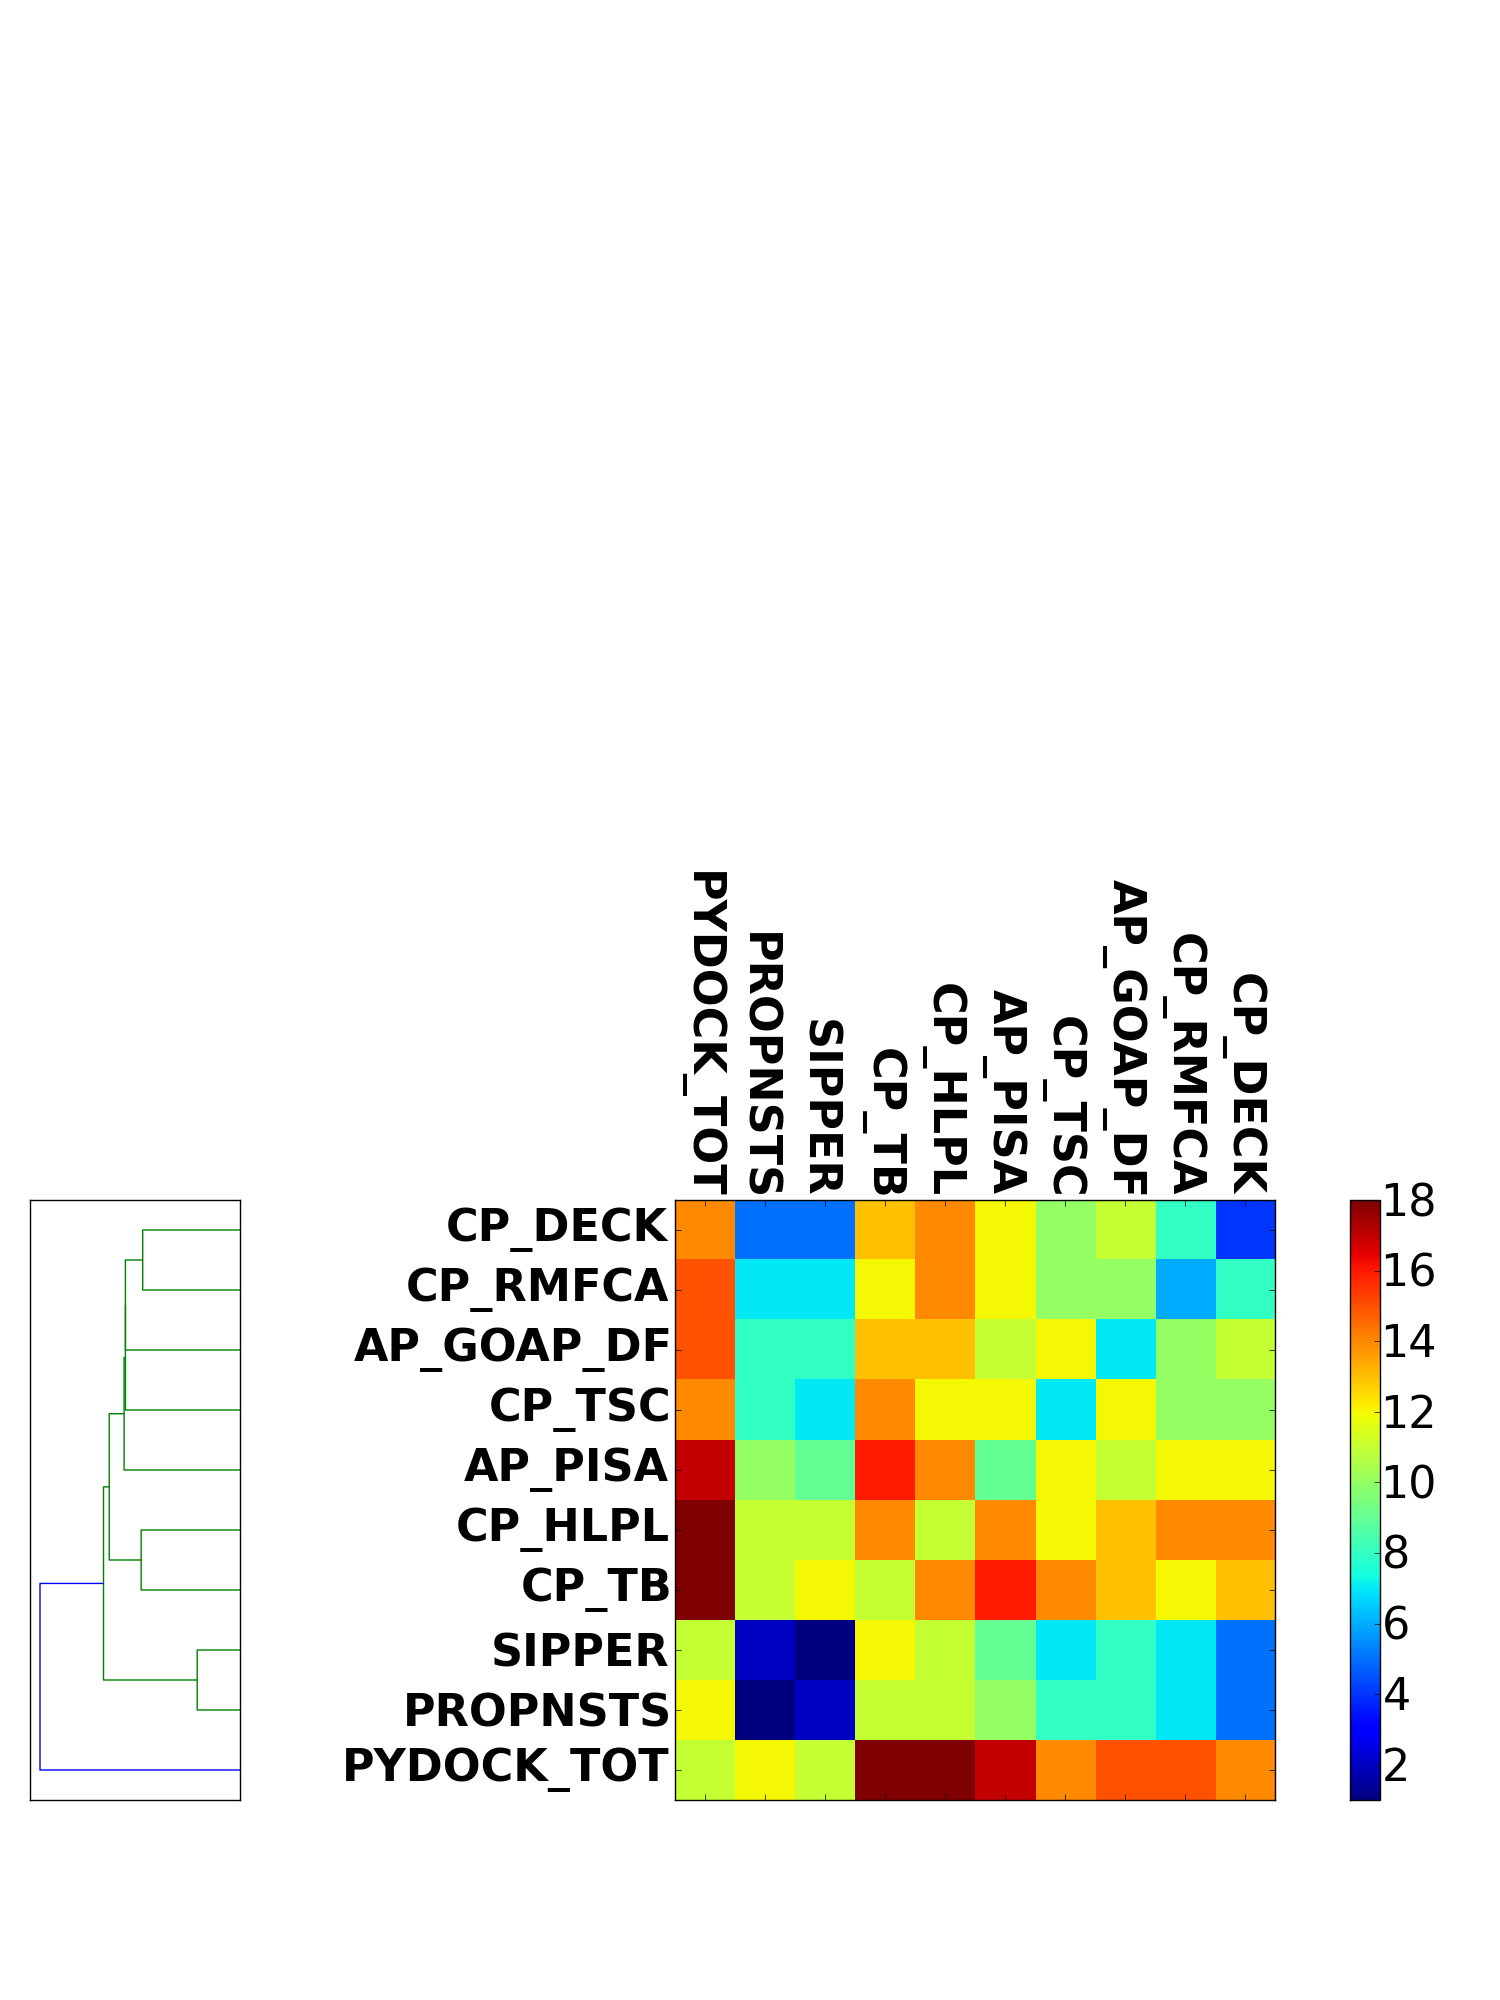 PYDOCK_TOT
PROPNSTS
SIPPER
CP_TB
CP_HLPL
AP_PISA
CP_TSC
AP_GOAP_DF
CP_RMFCA
CP_DECK
CP_DECK
CP_RMFCA
AP_GOAP_DF
CP_TSC
AP_PISA
CP_HLPL
CP_TB
SIPPER
PROPNSTS
PYDOCK_TOT
18
16
14
12
10
8
6
4
2